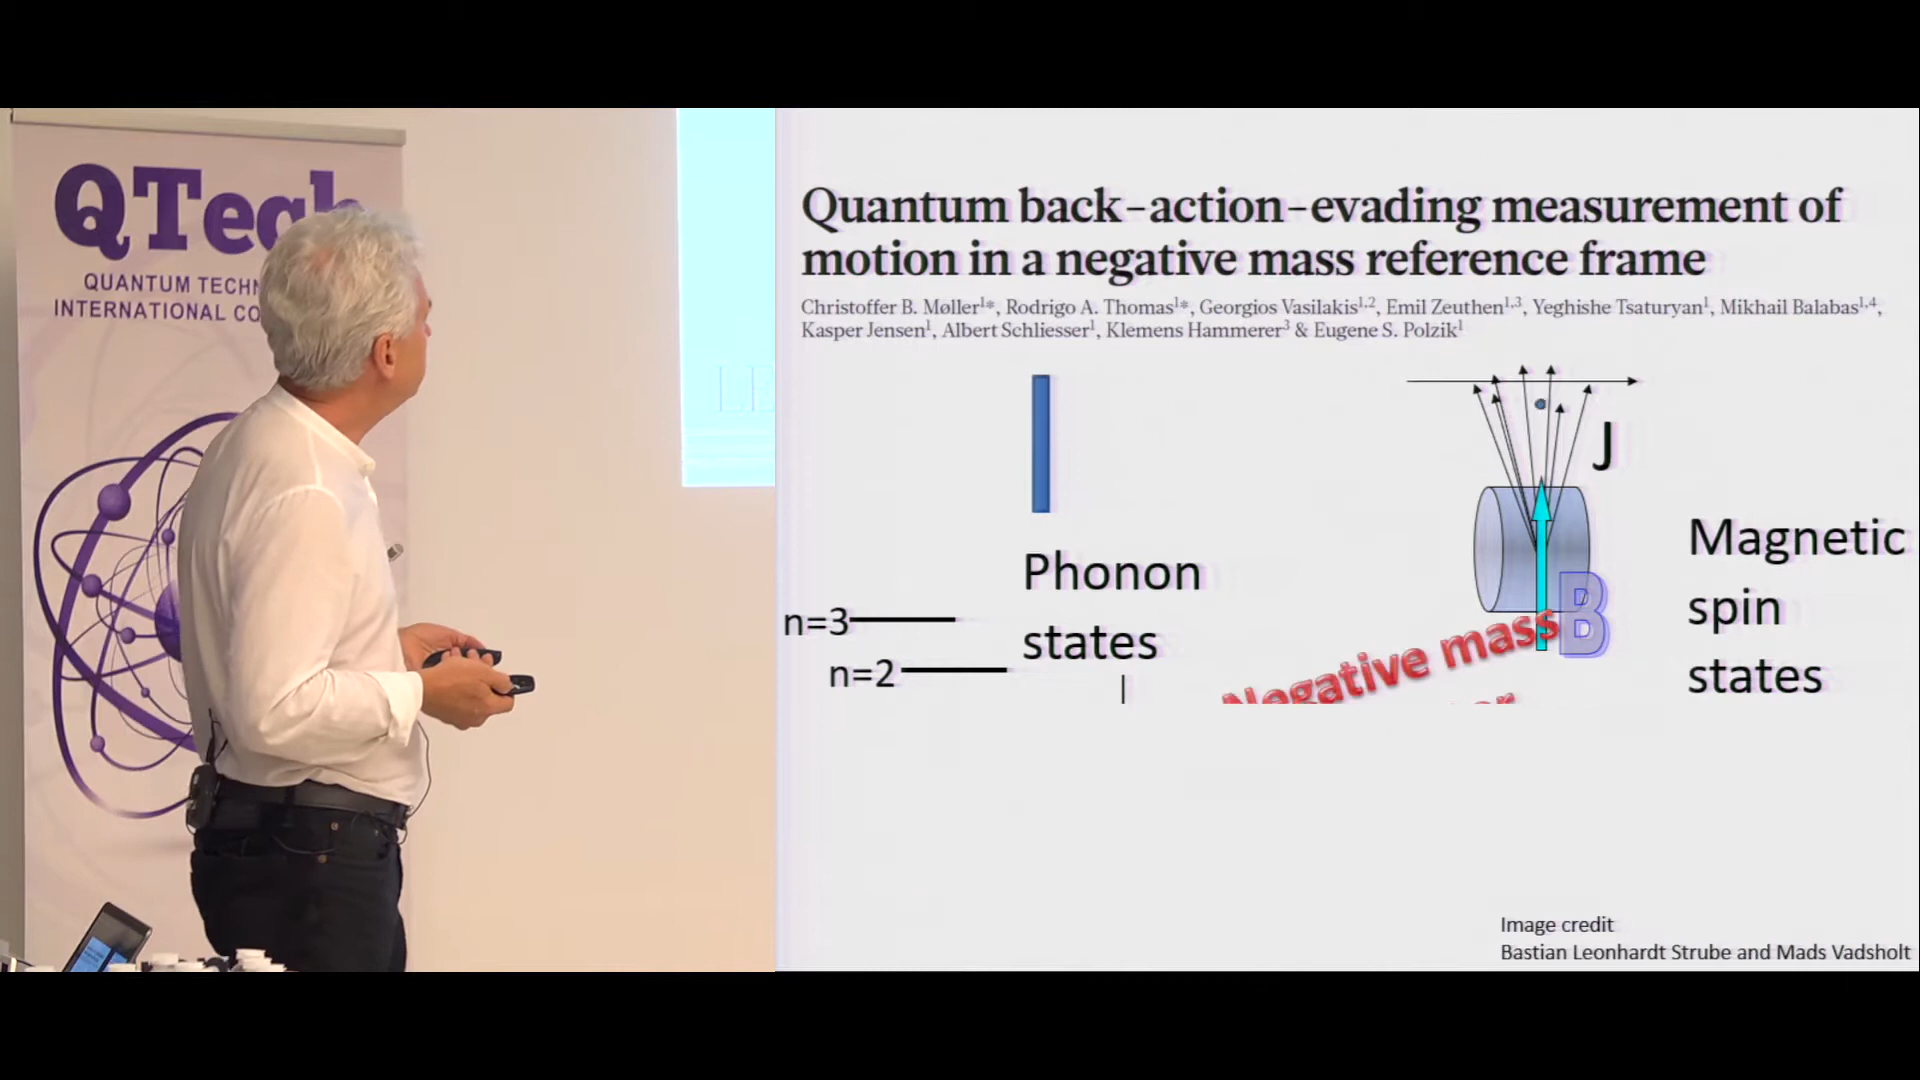 QTech
QUANTUM TECHN
INTERNATIONAL CO
Quantum back-action-evading measurement of
motion in a negative mass reference frame
Christoffer B. Møller¹*, Rodrigo A. Thomas¹*, Georgios Vasilakis¹,², Emil Zeuthen¹,³, Yeghishe Tsaturyan¹, Mikhail Balabas¹,⁴,
Kasper Jensen¹, Albert Schliesser¹, Klemens Hammerer³ & Eugene S. Polzik¹
J
Phonon
states
n=3
n=2
B
Negative mass
Magnetic
spin
states
Image credit
Bastian Leonhardt Strube and Mads Vadsholt